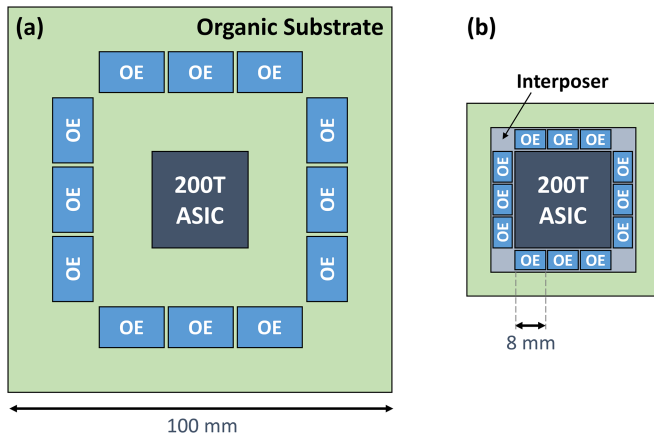 (a)
Organic Substrate
OE OE OE
OE
OE
OE
200T
ASIC
OE
OE
OE
OE OE OE
100 mm
(b)
Interposer
OE OE OE
OE
OE
OE
200T
ASIC
OE
OE
OE
OE OE OE
8 mm